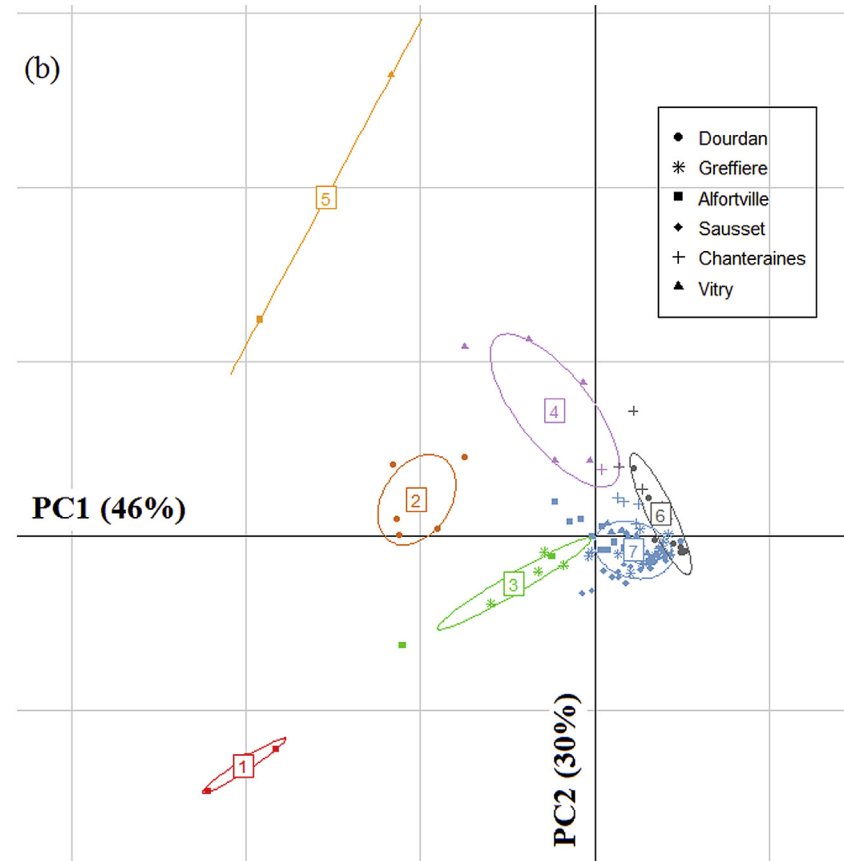 (b)
Dourdan
Greffiere
Alfortville
Sausset
Chanteraines
Vitry
5
4
2
6
PC1 (46%)
7
3
PC2 (30%)
1